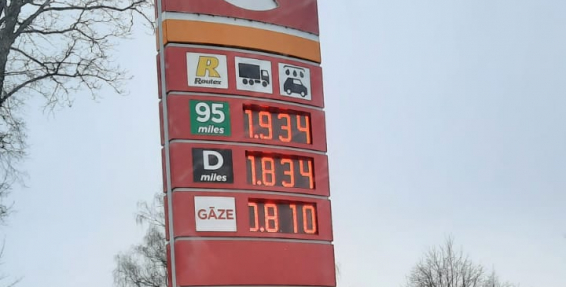 R
Routex
95
miles
1.934
D
miles
1.834
GĀZE
0.810